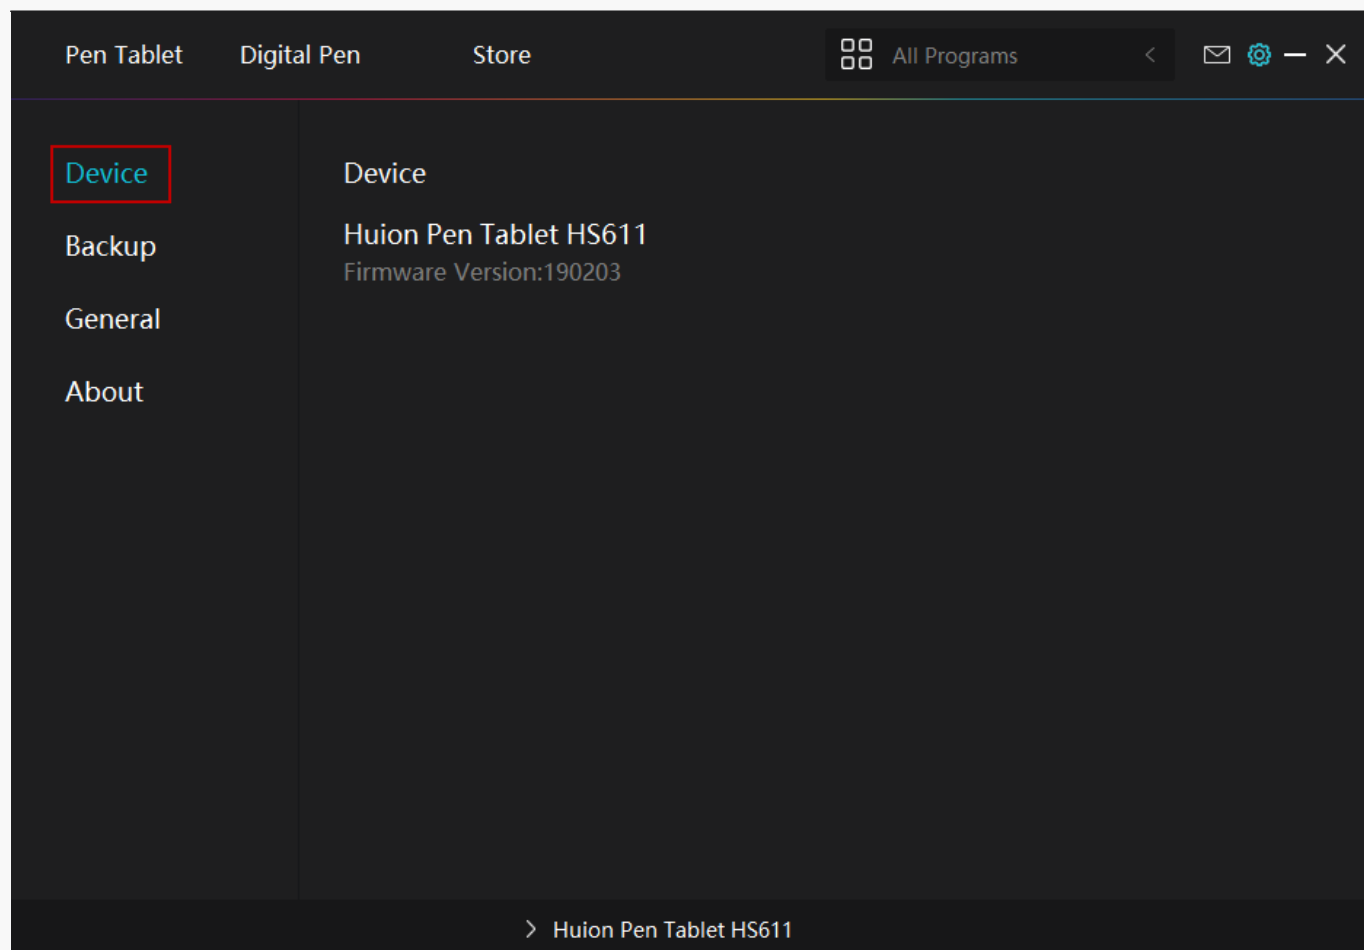 Pen Tablet Digital Pen Store All Programs
Device
Backup
General
About
Device
Huion Pen Tablet HS611
Firmware Version:190203
Huion Pen Tablet HS611